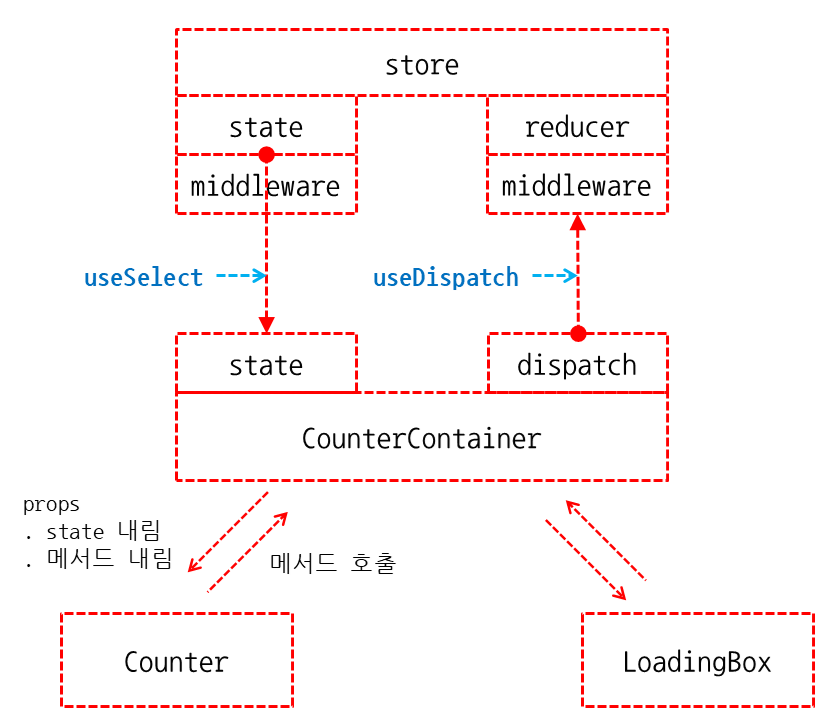 store
state
reducer
middleware
middleware
useSelect
useDispatch
state
dispatch
CounterContainer
props
. state 내림
. 메서드 내림
메서드 호출
Counter
LoadingBox